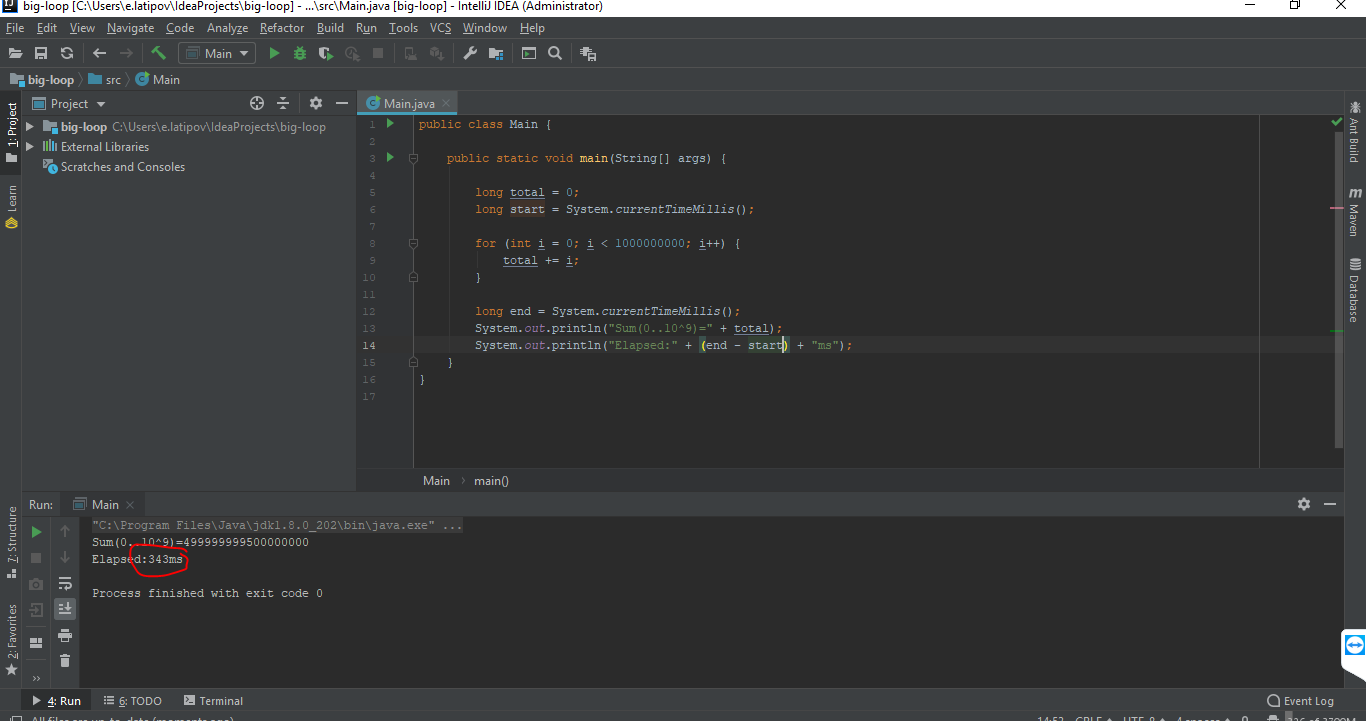 big-loop [C:\Users\e.latipov\IdeaProjects\big-loop] - ...\src\Main.java [big-loop] - IntelliJ IDEA (Administrator)
File Edit View Navigate Code Analyze Refactor Build Run Tools VCS Window Help
Main
big-loop src Main
Project
Main.java
1: Project
Learn
7: Structure
2: Favorites
big-loop C:\Users\e.latipov\IdeaProjects\big-loop
External Libraries
Scratches and Consoles
1 public class Main {
2
3 public static void main(String[] args) {
4
5 long total = 0;
6 long start = System.currentTimeMillis();
7
8 for (int i = 0; i < 1000000000; i++) {
9 total += i;
10 }
11
12 long end = System.currentTimeMillis();
13 System.out.println("Sum(0..10^9)=" + total);
14 System.out.println("Elapsed:" + (end - start) + "ms");
15 }
16 }
17
Main main()
Ant Build
Maven
Database
Run: Main
"C:\Program Files\Java\jdk1.8.0_202\bin\java.exe" ...
Sum(0..10^9)=499999999500000000
Elapsed:343ms
Process finished with exit code 0
4: Run 6: TODO Terminal Event Log
All files are up-to-date (moments ago) 14:53 CRLF UTF-8 4 spaces